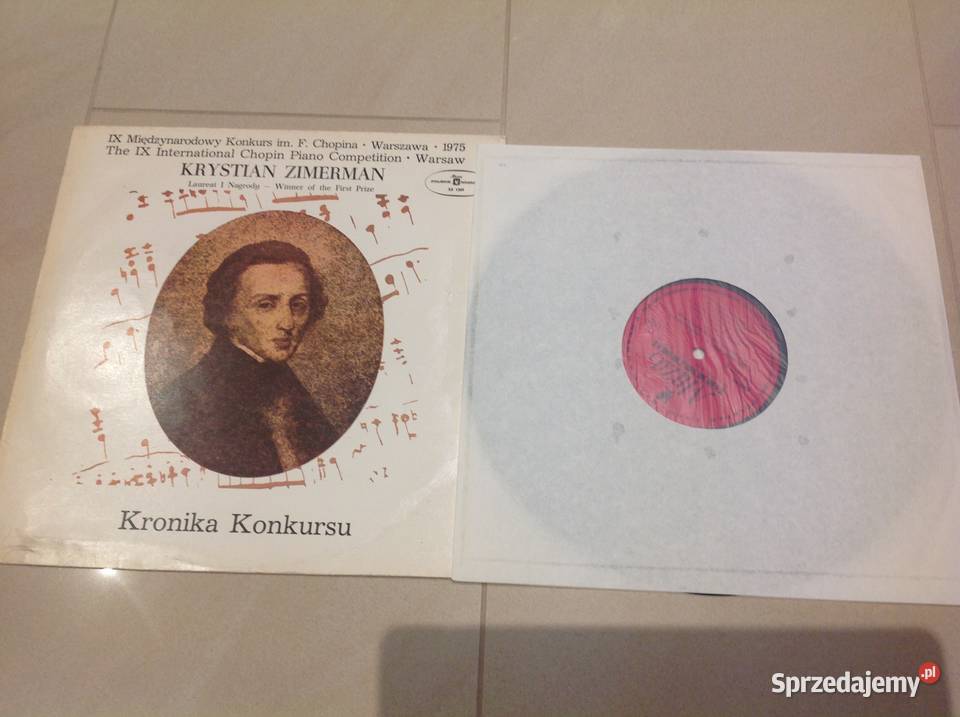 IX Międzynarodowy Konkurs im. F. Chopina • Warszawa • 1975
The IX International Chopin Piano Competition • Warsaw
KRYSTIAN ZIMERMAN
Laureat I Nagrody — Winner of the First Prize
Kronika Konkursu
Sprzedajemy.pl